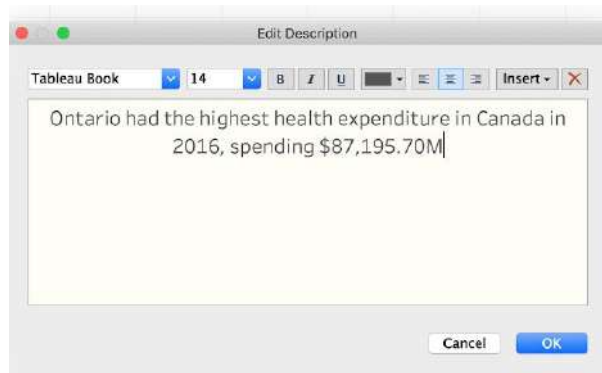 Edit Description
Tableau Book 14 B I U Insert
Ontario had the highest health expenditure in Canada in
2016, spending $87,195.70M
Cancel OK